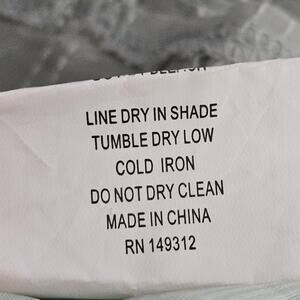 LINE DRY IN SHADE
TUMBLE DRY LOW
COLD IRON
DO NOT DRY CLEAN
MADE IN CHINA
RN 149312